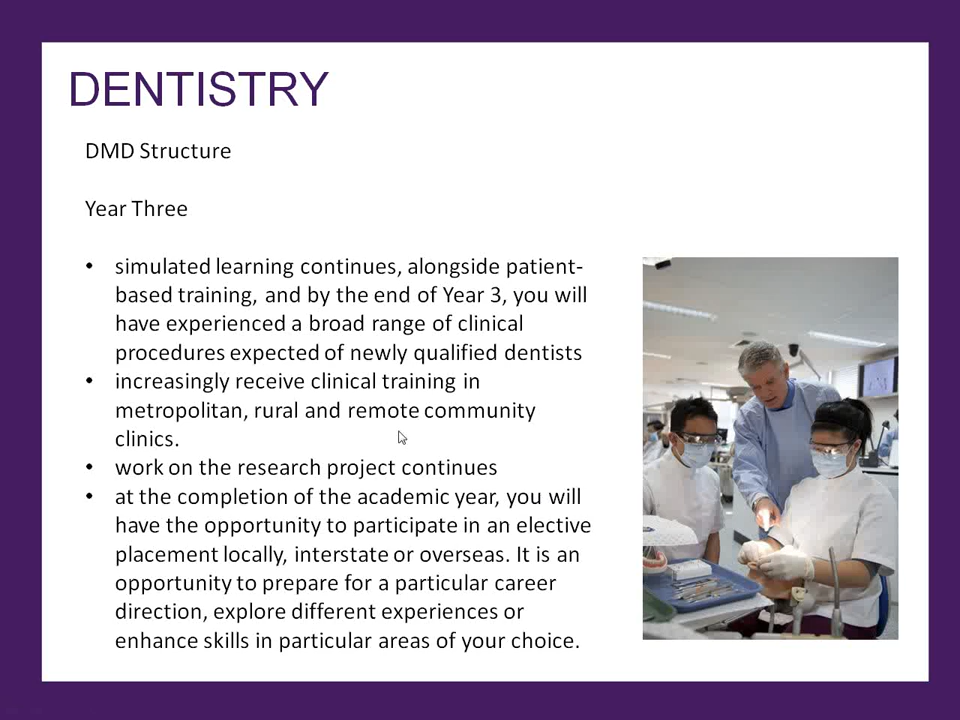 DENTISTRY
DMD Structure
Year Three
• simulated learning continues, alongside patient-
based training, and by the end of Year 3, you will
have experienced a broad range of clinical
procedures expected of newly qualified dentists
• increasingly receive clinical training in
metropolitan, rural and remote community
clinics.
• work on the research project continues
• at the completion of the academic year, you will
have the opportunity to participate in an elective
placement locally, interstate or overseas. It is an
opportunity to prepare for a particular career
direction, explore different experiences or
enhance skills in particular areas of your choice.